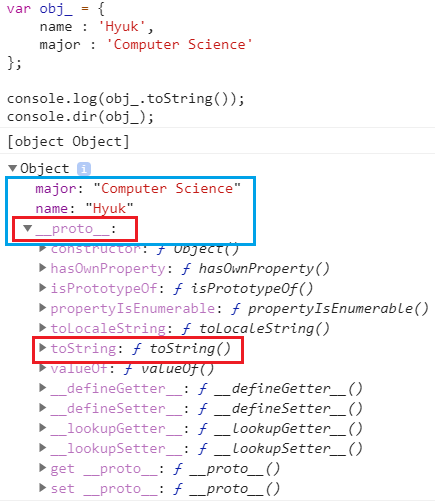 var obj_ = {
name : 'Hyuk',
major : 'Computer Science'
};
console.log(obj_.toString());
console.dir(obj_);
[object Object]
▼Object i
major: "Computer Science"
name: "Hyuk"
▼__proto__:
▶constructor: ƒ Object()
▶hasOwnProperty: ƒ hasOwnProperty()
▶isPrototypeOf: ƒ isPrototypeOf()
▶propertyIsEnumerable: ƒ propertyIsEnumerable()
▶toLocaleString: ƒ toLocaleString()
▶toString: ƒ toString()
▶valueOf: ƒ valueOf()
▶__defineGetter__: ƒ __defineGetter__()
▶__defineSetter__: ƒ __defineSetter__()
▶__lookupGetter__: ƒ __lookupGetter__()
▶__lookupSetter__: ƒ __lookupSetter__()
▶get __proto__: ƒ __proto__()
▶set __proto__: ƒ __proto__()